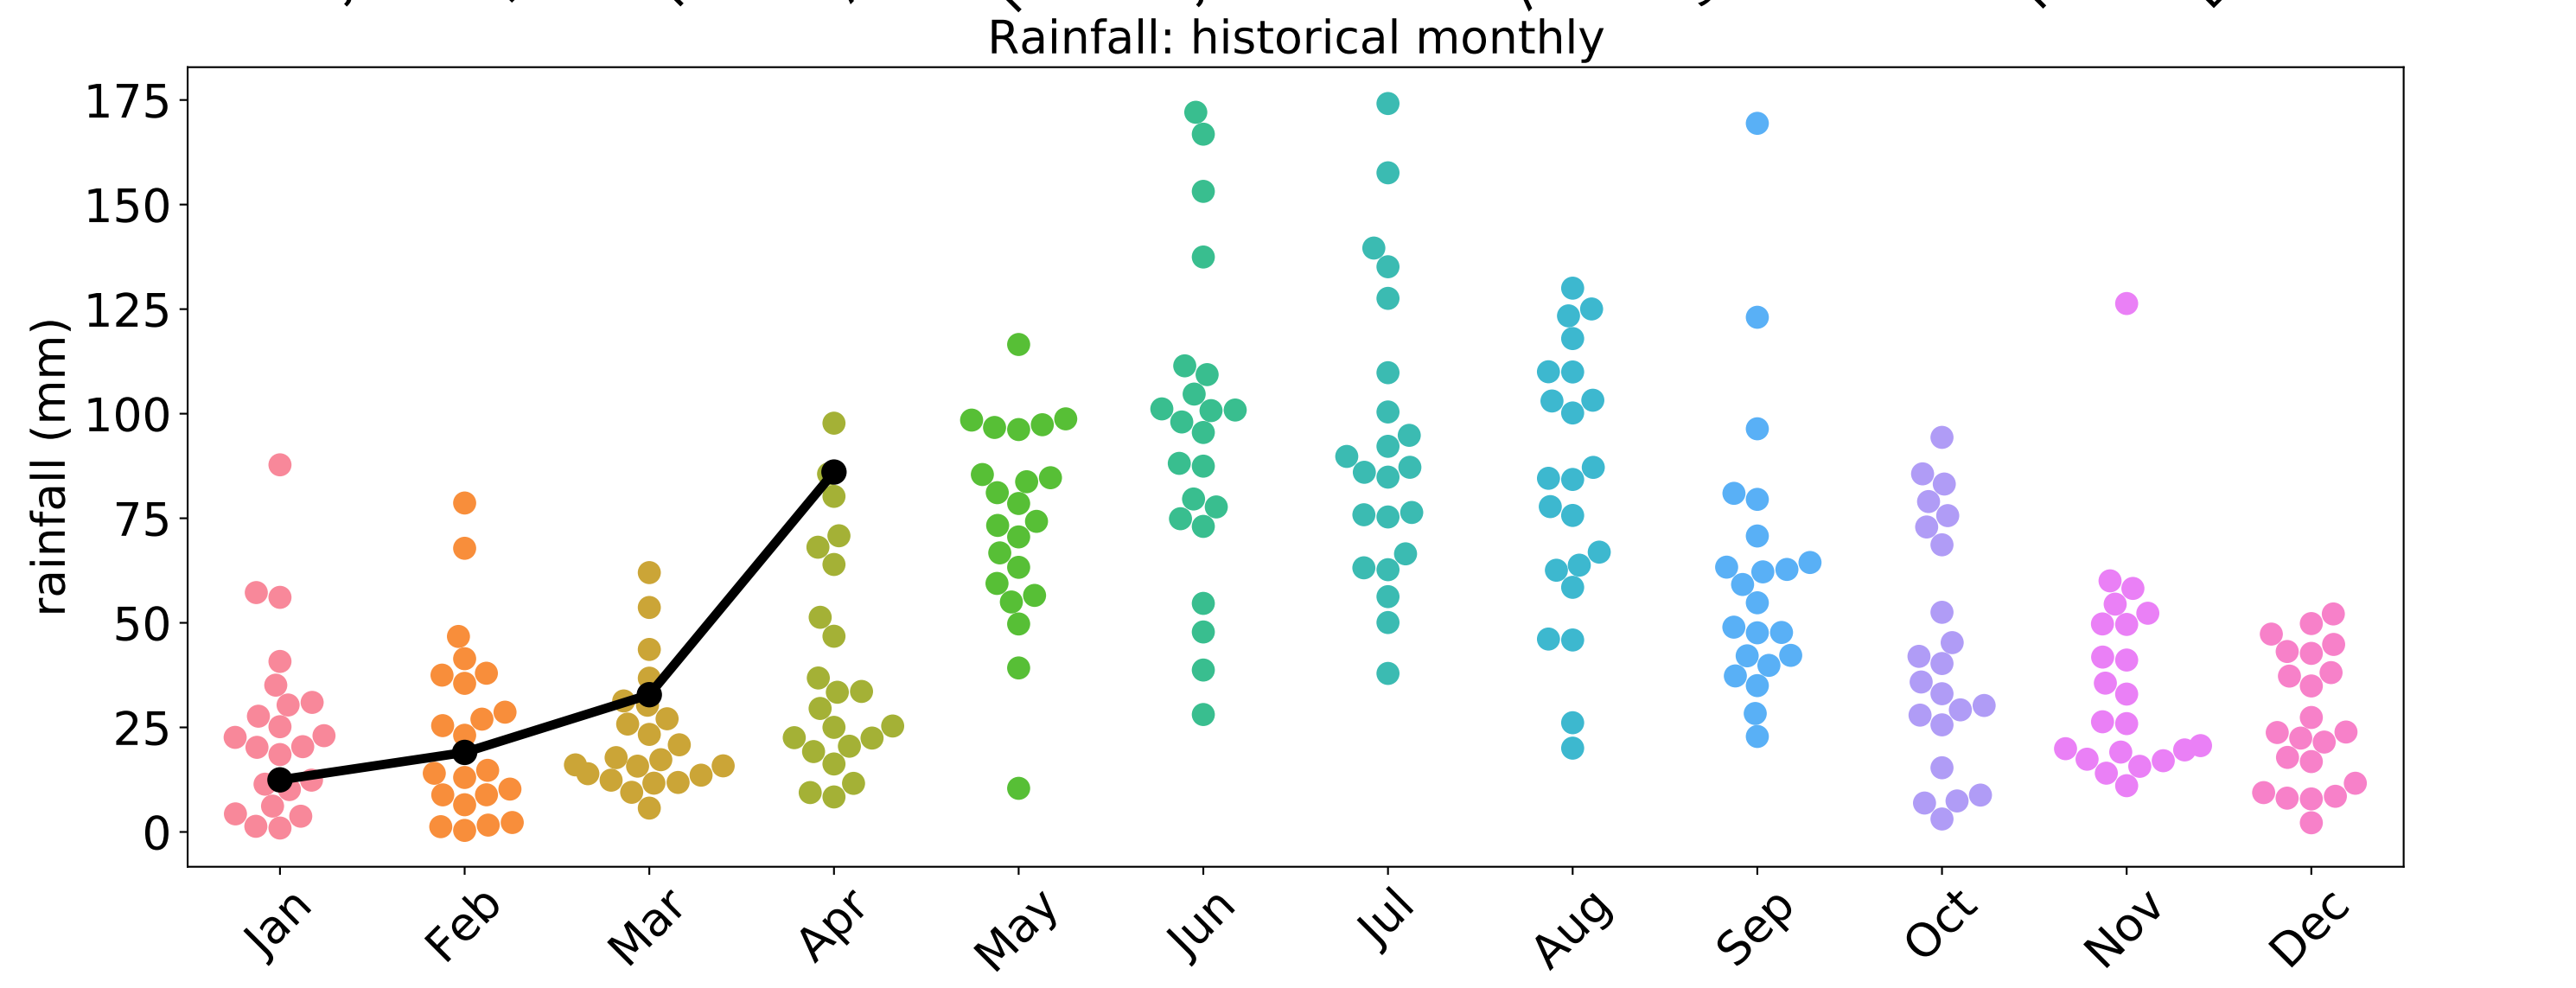 Rainfall: historical monthly
rainfall (mm)
175
150
125
100
75
50
25
0
Jan
Feb
Mar
Apr
May
Jun
Jul
Aug
Sep
Oct
Nov
Dec